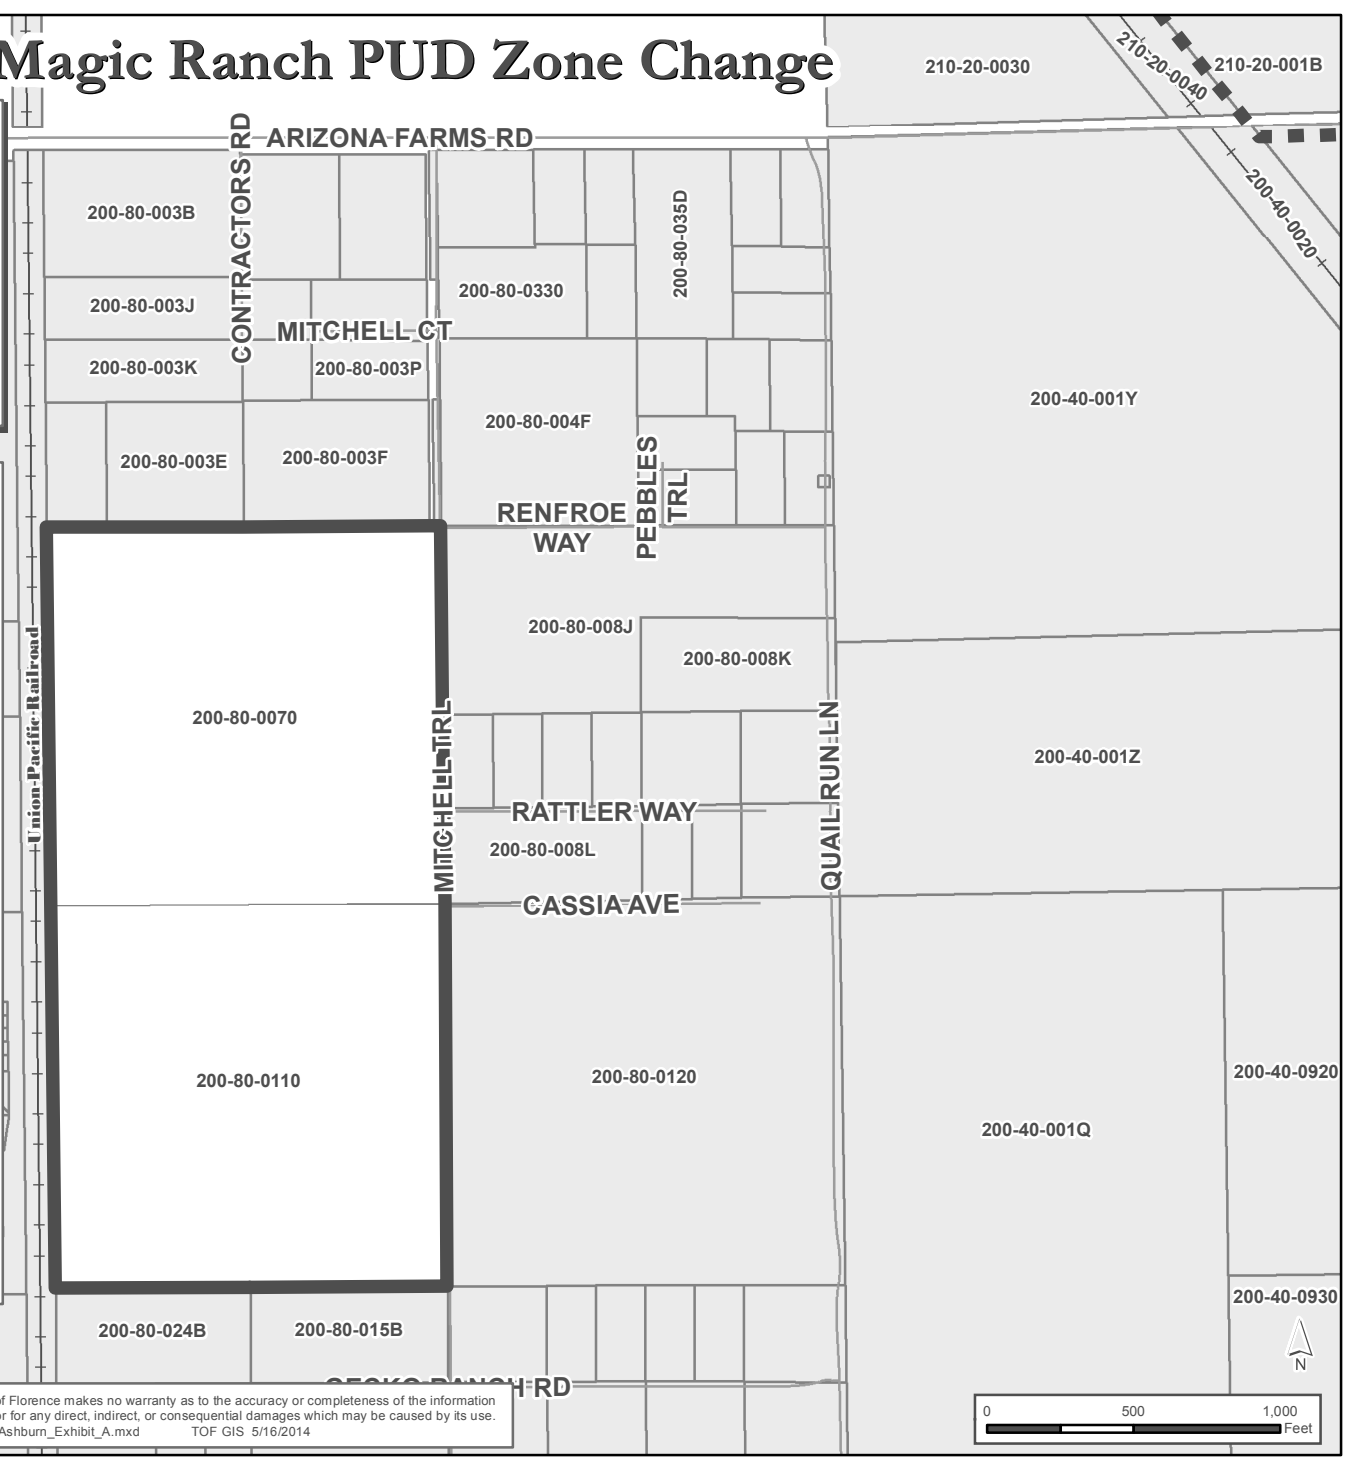 Magic Ranch PUD Zone Change
210-20-0030
210-20-0040
210-20-001B
ARIZONA FARMS RD
CONTRACTORS RD
200-80-003B
200-80-035D
200-40-0020
200-80-003J
200-80-0330
MITCHELL CT
200-80-003K
200-80-003P
200-40-001Y
200-80-004F
200-80-003E
200-80-003F
PEBBLES
TRL
RENFROE
WAY
200-80-008J
200-80-008K
Union Pacific Railroad
200-80-0070
MITCHELL TRL
QUAIL RUN LN
200-40-001Z
RATTLER WAY
200-80-008L
CASSIA AVE
200-80-0110
200-80-0120
200-40-0920
200-40-001Q
200-40-0930
200-80-024B
200-80-015B
N
GECKO RANCH RD
of Florence makes no warranty as to the accuracy or completeness of the information
or for any direct, indirect, or consequential damages which may be caused by its use.
Ashburn_Exhibit_A.mxd TOF GIS 5/16/2014
0 500 1,000
Feet